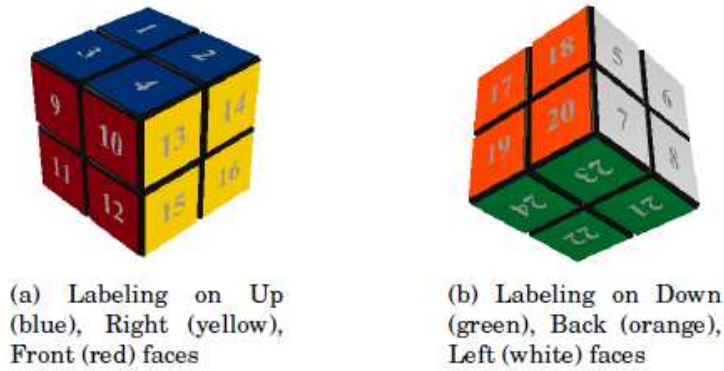 1
3 2
4
9 10 13 14
11 12 15 16
17 18 5 6
19 20 7 8
23
24 21
22
(a) Labeling on Up
(blue), Right (yellow),
Front (red) faces
(b) Labeling on Down
(green), Back (orange),
Left (white) faces